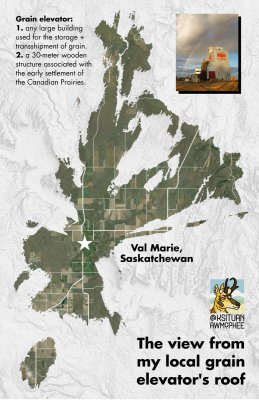 Grain elevator:
1. any large building
used for the storage +
transshipment of grain.
2. a 30-meter wooden
structure associated with
the early settlement of
the Canadian Prairies.
Val Marie,
Saskatchewan
@KSITUAN
AWMCPHEE
The view from
my local grain
elevator's roof